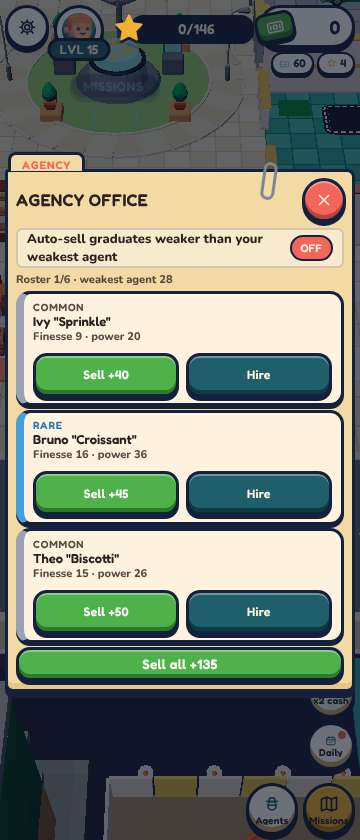 LVL 15
0/146
0
60
4
MISSIONS
AGENCY
AGENCY OFFICE
Auto-sell graduates weaker than your
weakest agent
OFF
Roster 1/6 · weakest agent 28
COMMON
Ivy "Sprinkle"
Finesse 9 · power 20
Sell +40
Hire
RARE
Bruno "Croissant"
Finesse 16 · power 36
Sell +45
Hire
COMMON
Theo "Biscotti"
Finesse 15 · power 26
Sell +50
Hire
Sell all +135
x2 cash
Daily
Agents
Missions